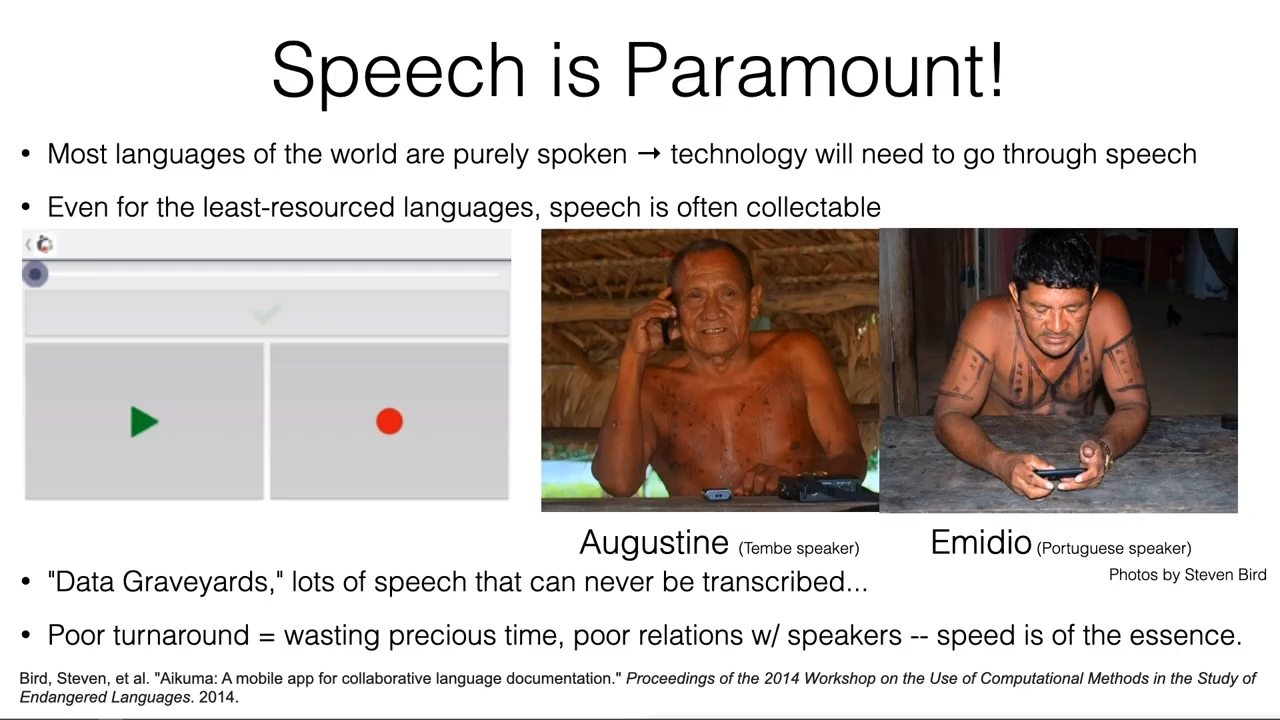 Speech is Paramount!
• Most languages of the world are purely spoken → technology will need to go through speech
• Even for the least-resourced languages, speech is often collectable
Augustine (Tembe speaker)
Emidio (Portuguese speaker)
Photos by Steven Bird
• "Data Graveyards," lots of speech that can never be transcribed...
• Poor turnaround = wasting precious time, poor relations w/ speakers -- speed is of the essence.
Bird, Steven, et al. "Aikuma: A mobile app for collaborative language documentation." Proceedings of the 2014 Workshop on the Use of Computational Methods in the Study of
Endangered Languages. 2014.